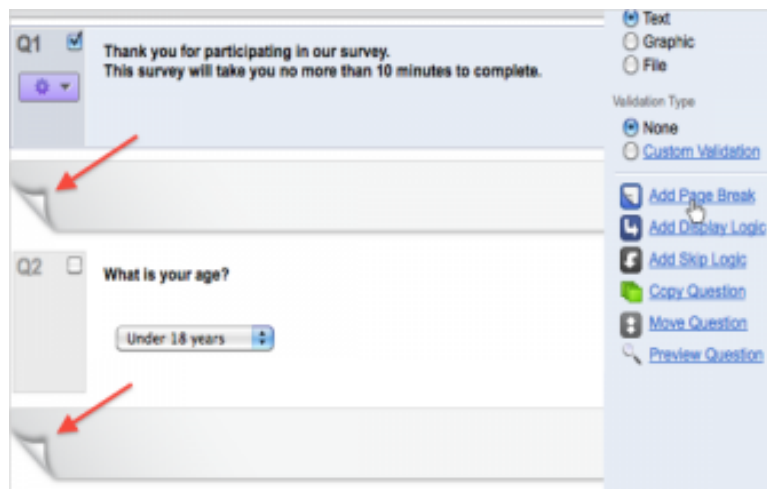 Q1
Thank you for participating in our survey.
This survey will take you no more than 10 minutes to complete.
Q2
What is your age?
Under 18 years
Text
Graphic
File
Validation Type
None
Custom Validation
Add Page Break
Add Display Logic
Add Skip Logic
Copy Question
Move Question
Preview Question